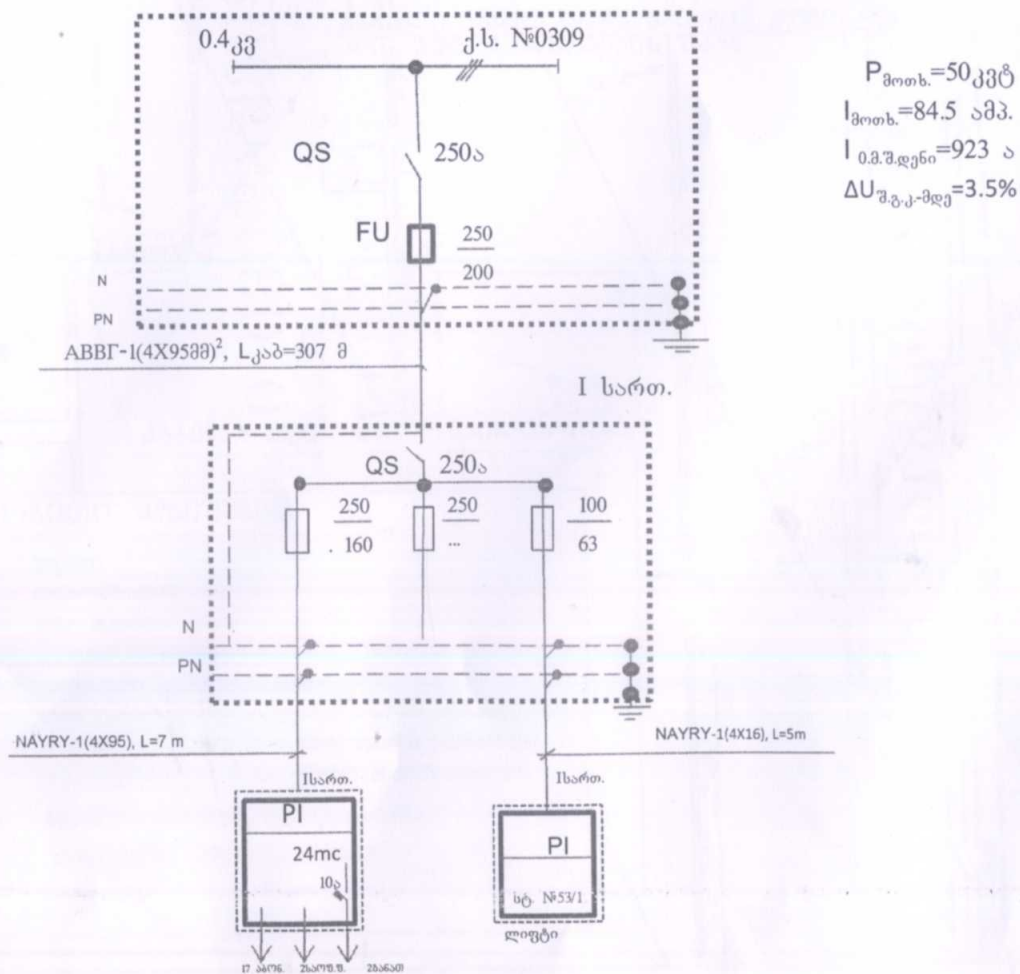 0.4კვ ქ.ს. №0309
Pმოთხ.=50კვტ
Iმოთხ.=84.5 ამპ.
I 0.მ.შ.დენი=923 ა
ΔUშ.გ.კ.-მდე=3.5%
QS 250ა
FU 250
200
N
PN
АВВГ-1(4X95მმ)², Lკაბ=307 მ
I სართ.
QS 250ა
250 250 100
. 160 ... 63
N
PN
NAYRY-1(4X95), L=7 m
NAYRY-1(4X16), L=5m
Iსართ. Iსართ.
PI
24mc
10ა
PI
სტ. №53/1
ლიფტი